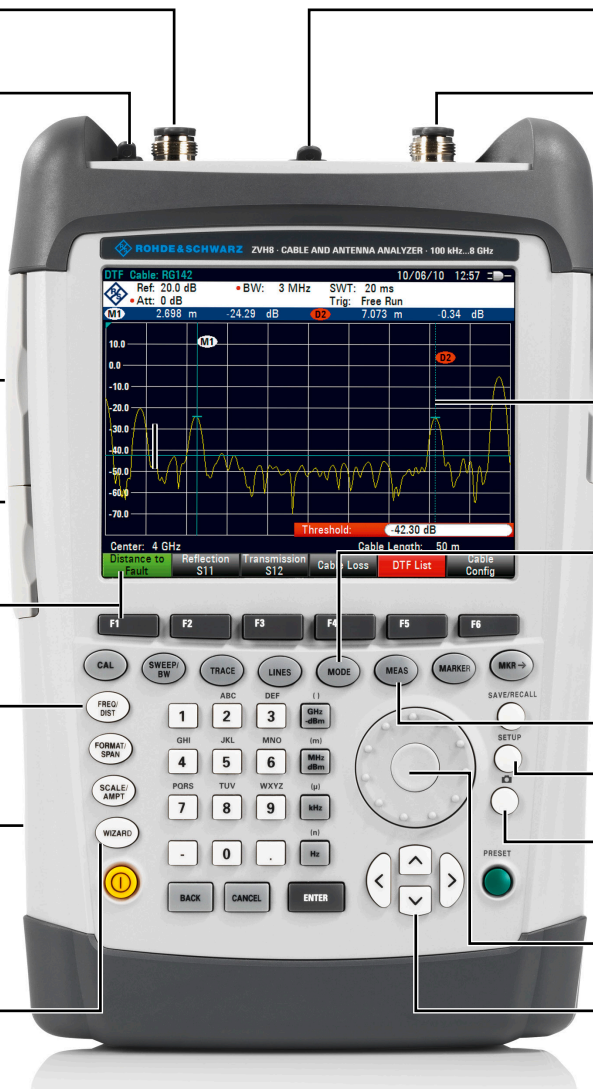 ROHDE&SCHWARZ ZVH8 · CABLE AND ANTENNA ANALYZER · 100 kHz...8 GHz
DTF Cable: RG142 10/06/10 12:57
Ref: 20.0 dB • BW: 3 MHz SWT: 20 ms
• Att: 0 dB Trig: Free Run
M1 2.698 m -24.29 dB D2 7.073 m -0.34 dB
M1
D2
10.0
0.0
-10.0
-20.0
-30.0
-40.0
-50.0
-60.0
-70.0
Threshold: -42.30 dB
Center: 4 GHz Cable Length: 50 m
Distance to Fault
Reflection S11
Transmission S12
Cable Loss
DTF List
Cable Config
F1 F2 F3 F4 F5 F6
CAL SWEEP/BW TRACE LINES MODE MEAS MARKER MKR→
FREQ/DIST
FORMAT/SPAN
SCALE/AMPT
WIZARD
ABC DEF ( )
1 2 3 GHz -dBm
GHI JKL MNO (m)
4 5 6 MHz dBm
PQRS TUV WXYZ (µ)
7 8 9 kHz
(n)
- 0 . Hz
BACK CANCEL ENTER
SAVE/RECALL
SETUP
PRESET